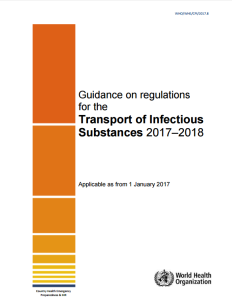 WHO/WHE/CPI/2017.8
Guidance on regulations
for the
Transport of Infectious
Substances 2017–2018
Applicable as from 1 January 2017
Country Health Emergency
Preparedness & IHR
World Health
Organization